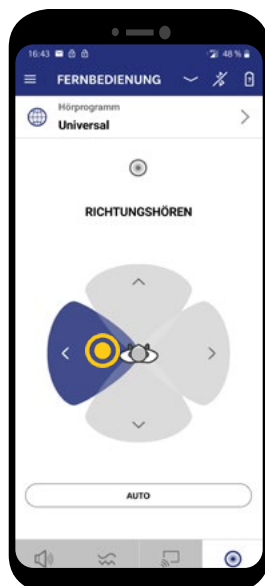 16:43 48 %
FERNBEDIENUNG
Hörprogramm
Universal
RICHTUNGSHÖREN
AUTO